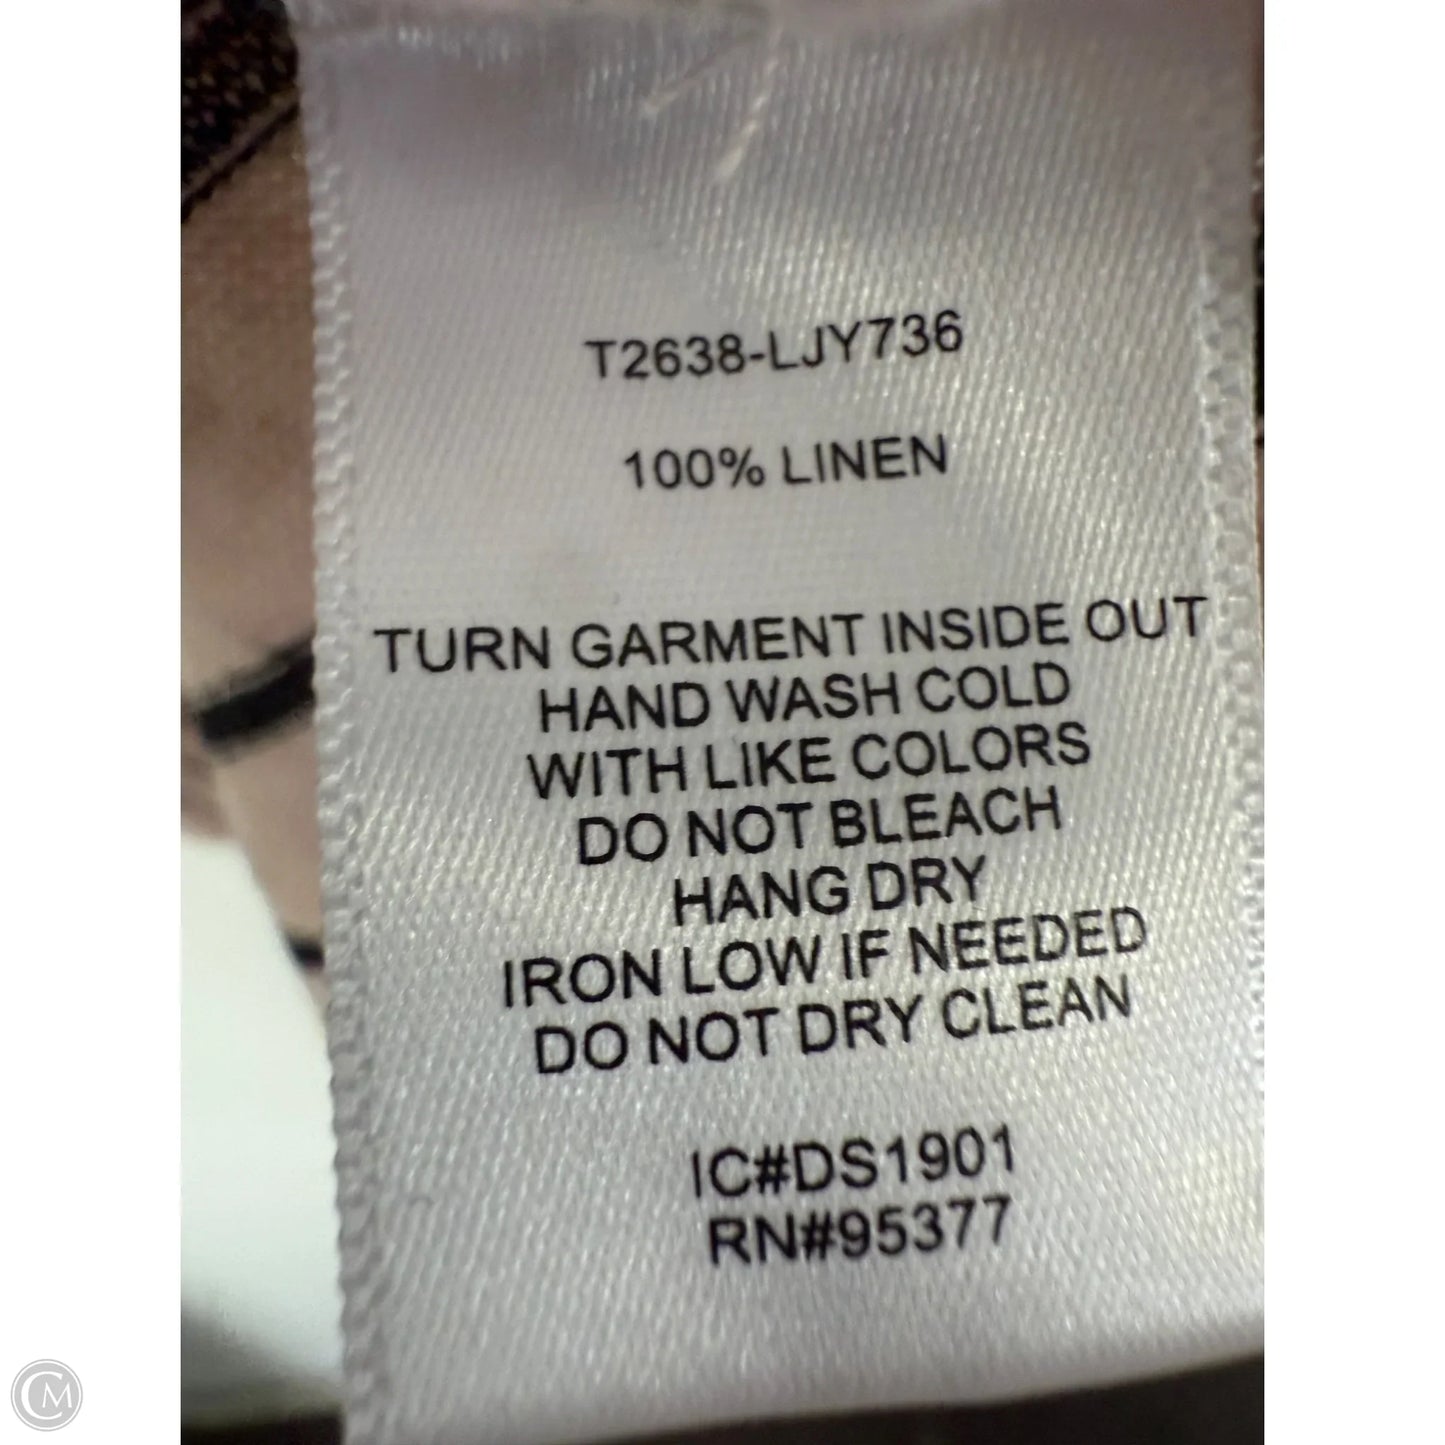 T2638-LJY736
100% LINEN
TURN GARMENT INSIDE OUT
HAND WASH COLD
WITH LIKE COLORS
DO NOT BLEACH
HANG DRY
IRON LOW IF NEEDED
DO NOT DRY CLEAN
IC#DS1901
RN#95377
CM